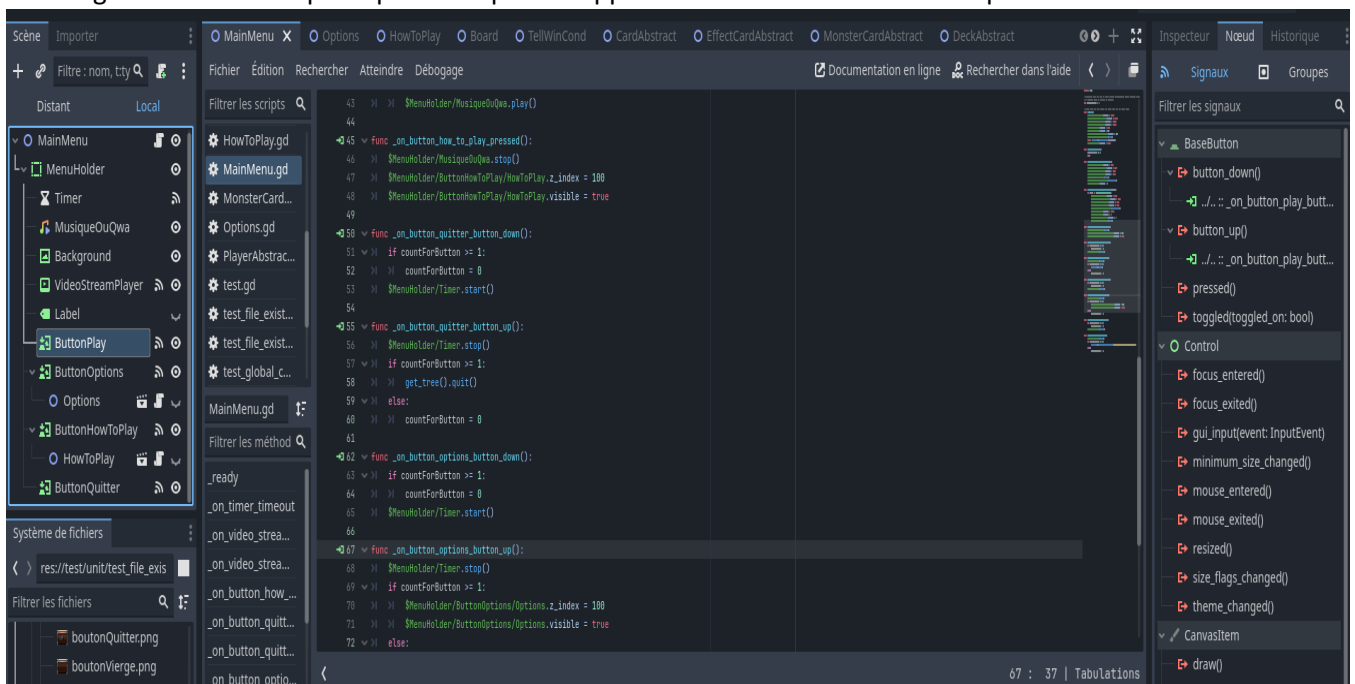 Scène Importer
Filtre : nom, t:ty
Distant Local
MainMenu
MenuHolder
Timer
MusiqueOuQwa
Background
VideoStreamPlayer
Label
ButtonPlay
ButtonOptions
Options
ButtonHowToPlay
HowToPlay
ButtonQuitter
Système de fichiers
res://test/unit/test_file_exis
Filtrer les fichiers
boutonQuitter.png
boutonVierge.png
MainMenu X Options HowToPlay Board TellWinCond CardAbstract EffectCardAbstract MonsterCardAbstract DeckAbstract
Fichier Édition Rechercher Atteindre Débogage Documentation en ligne Rechercher dans l'aide
Filtrer les scripts
HowToPlay.gd
MainMenu.gd
MonsterCard...
Options.gd
PlayerAbstrac...
test.gd
test_file_exist...
test_file_exist...
test_global_c...
MainMenu.gd
Filtrer les méthod
_ready
_on_timer_timeout
_on_video_strea...
_on_video_strea...
_on_button_how_...
_on_button_quitt...
_on_button_quitt...
_on_button_optio...
43 $MenuHolder/MusiqueOuQwa.play()
44
45 func _on_button_how_to_play_pressed():
46 $MenuHolder/MusiqueOuQwa.stop()
47 $MenuHolder/ButtonHowToPlay/HowToPlay.z_index = 100
48 $MenuHolder/ButtonHowToPlay/HowToPlay.visible = true
49
50 func _on_button_quitter_button_down():
51 if countForButton >= 1:
52 countForButton = 0
53 $MenuHolder/Timer.start()
54
55 func _on_button_quitter_button_up():
56 $MenuHolder/Timer.stop()
57 if countForButton >= 1:
58 get_tree().quit()
59 else:
60 countForButton = 0
61
62 func _on_button_options_button_down():
63 if countForButton >= 1:
64 countForButton = 0
65 $MenuHolder/Timer.start()
66
67 func _on_button_options_button_up():
68 $MenuHolder/Timer.stop()
69 if countForButton >= 1:
70 $MenuHolder/ButtonOptions/Options.z_index = 100
71 $MenuHolder/ButtonOptions/Options.visible = true
72 else:
67 : 37 | Tabulations
Inspecteur Nœud Historique
Signaux Groupes
Filtrer les signaux
BaseButton
button_down()
../.. :: _on_button_play_butt...
button_up()
../.. :: _on_button_play_butt...
pressed()
toggled(toggled_on: bool)
Control
focus_entered()
focus_exited()
gui_input(event: InputEvent)
minimum_size_changed()
mouse_entered()
mouse_exited()
resized()
size_flags_changed()
theme_changed()
CanvasItem
draw()